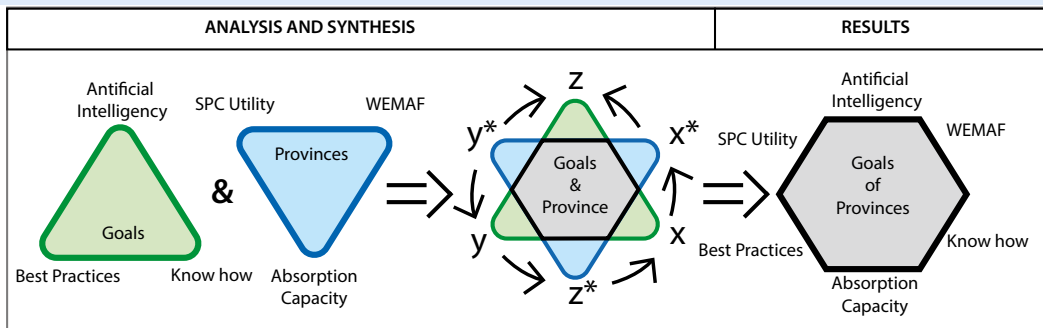 ANALYSIS AND SYNTHESIS
RESULTS
Artificial
Intelligency
SPC Utility
WEMAF
Goals
Best Practices
Know how
&
Provinces
Absorption
Capacity
z
y*
x*
Goals
&
Province
y
x
z*
Artificial
Intelligency
SPC Utility
WEMAF
Goals
of
Provinces
Best Practices
Know how
Absorption
Capacity